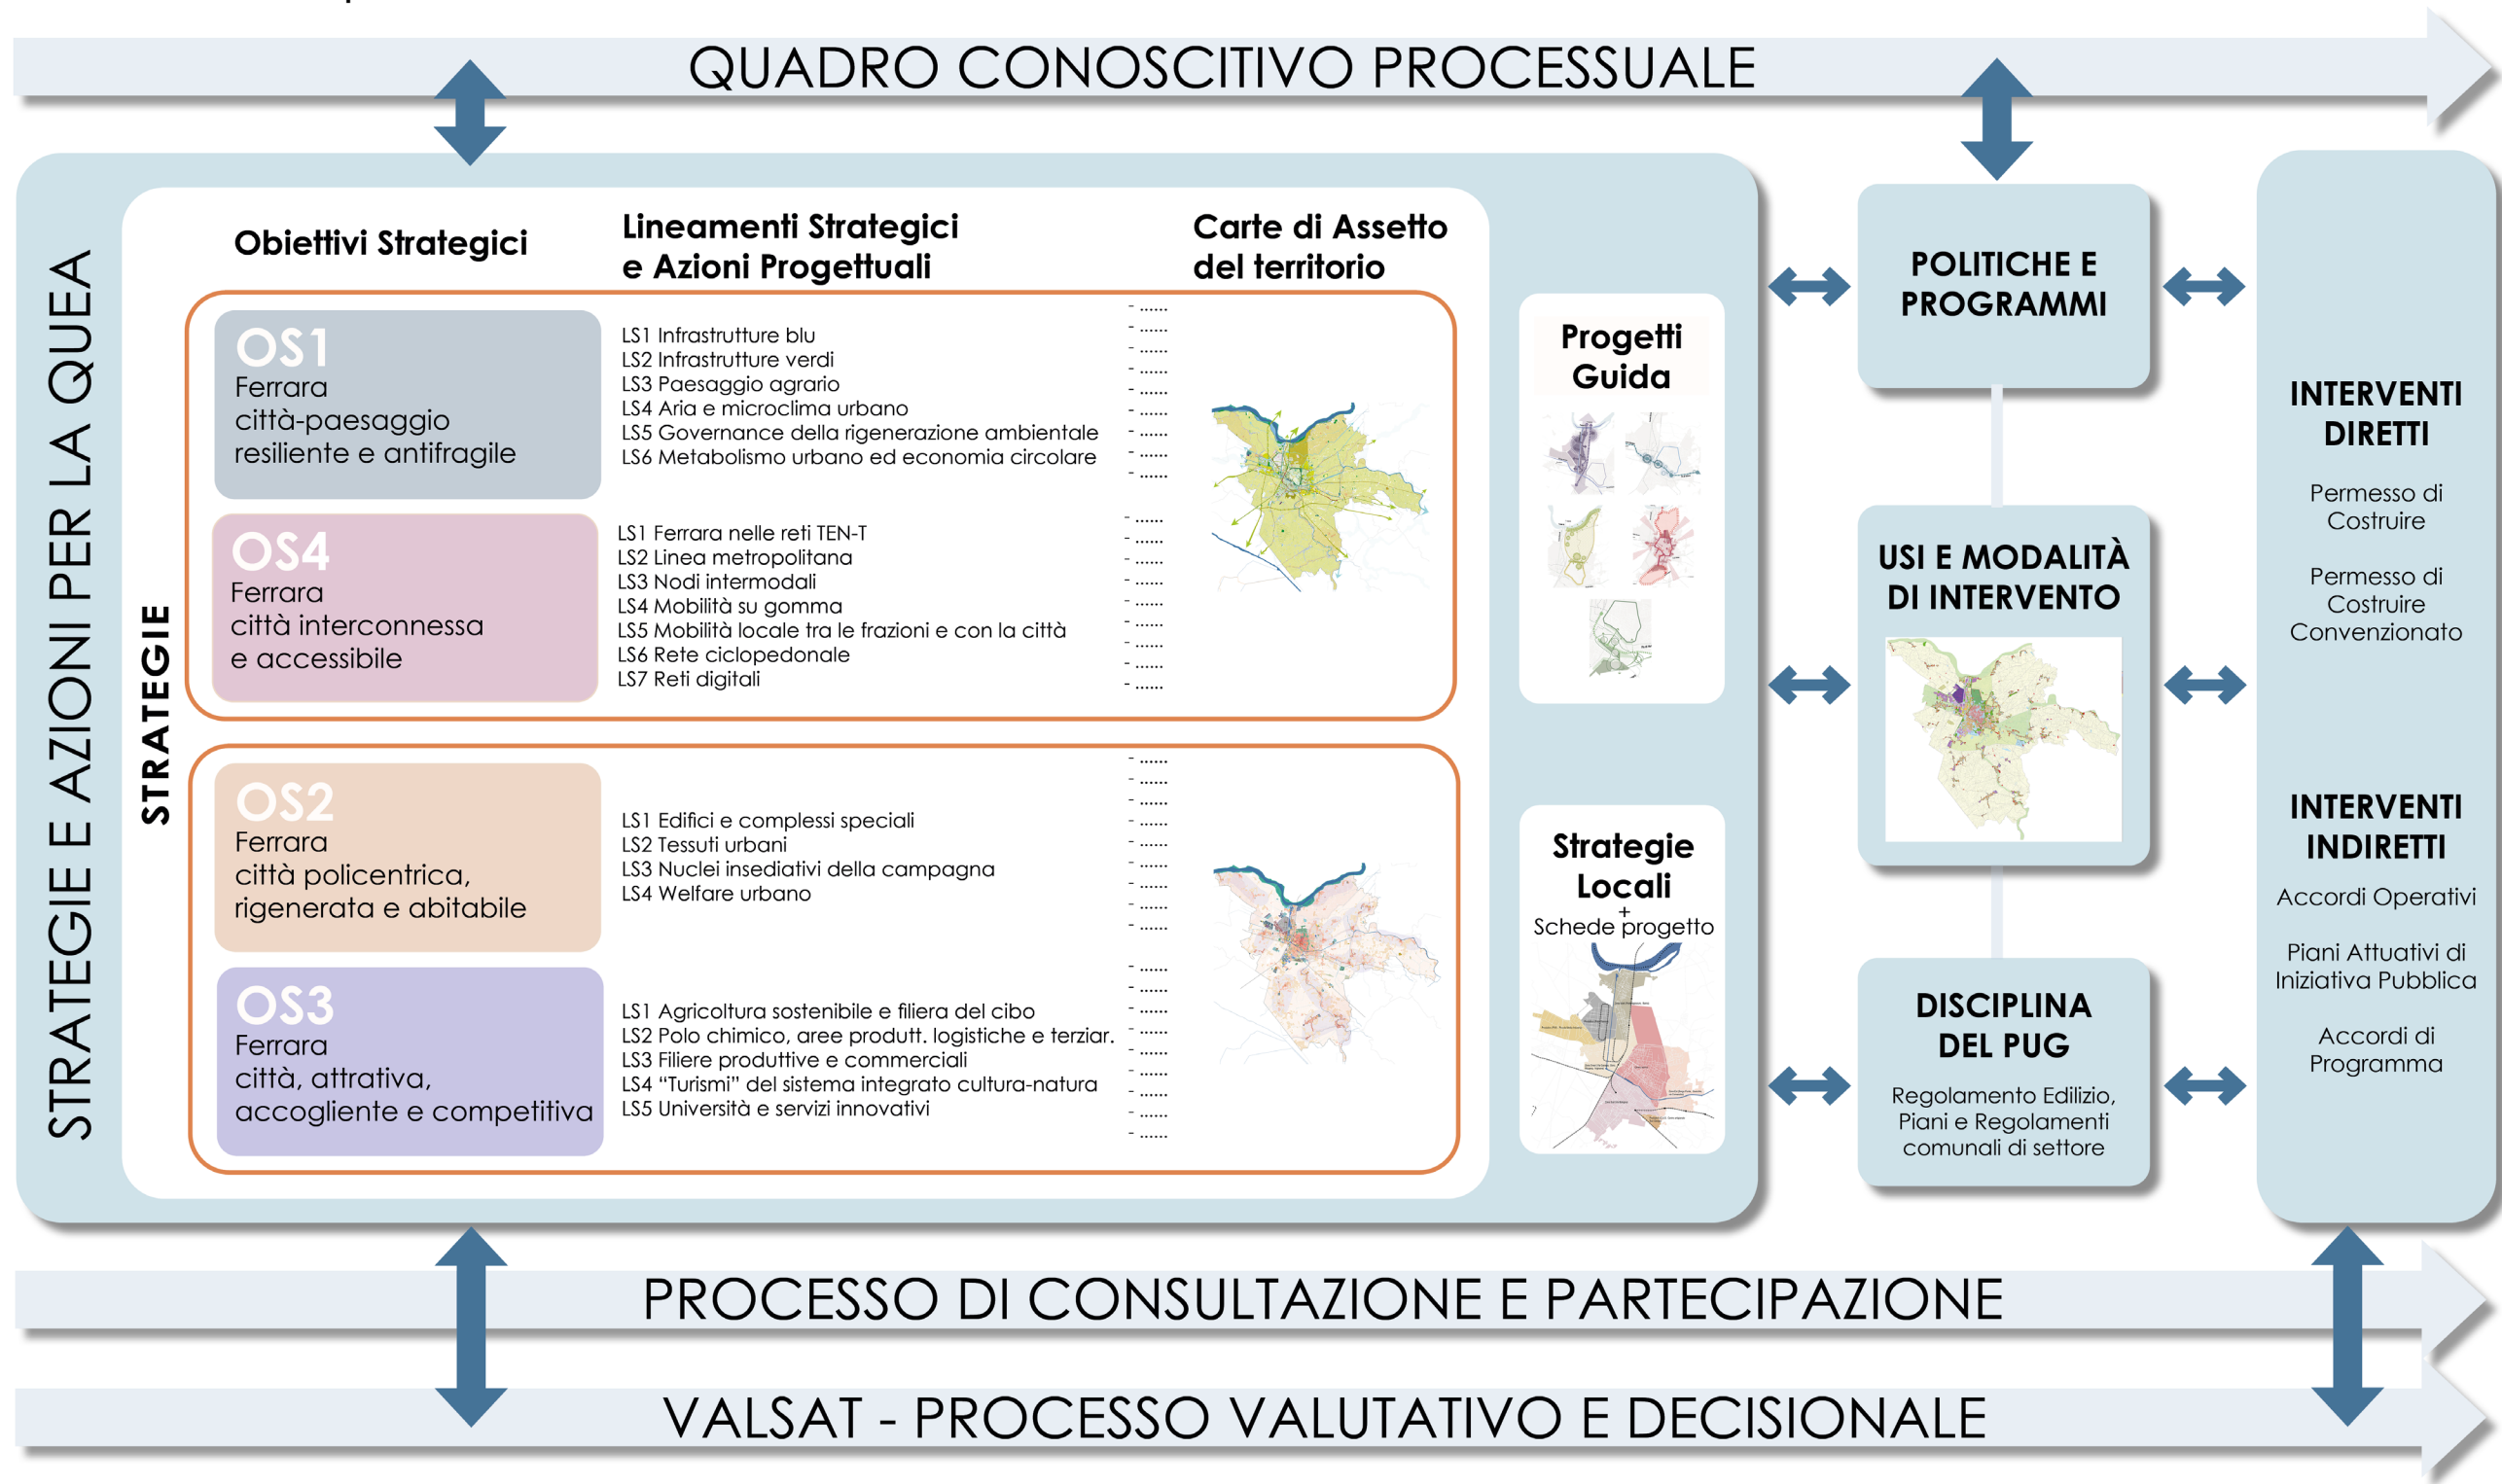 QUADRO CONOSCITIVO PROCESSUALE
STRATEGIE E AZIONI PER LA QUEA
STRATEGIE
Obiettivi Strategici
Lineamenti Strategici
e Azioni Progettuali
Carte di Assetto
del territorio
OS1
Ferrara
città-paesaggio
resiliente e antifragile
LS1 Infrastrutture blu
LS2 Infrastrutture verdi
LS3 Paesaggio agrario
LS4 Aria e microclima urbano
LS5 Governance della rigenerazione ambientale
LS6 Metabolismo urbano ed economia circolare
- ......
- ......
- ......
- ......
- ......
- ......
- ......
- ......
- ......
OS4
Ferrara
città interconnessa
e accessibile
LS1 Ferrara nelle reti TEN-T
LS2 Linea metropolitana
LS3 Nodi intermodali
LS4 Mobilità su gomma
LS5 Mobilità locale tra le frazioni e con la città
LS6 Rete ciclopedonale
LS7 Reti digitali
- ......
- ......
- ......
- ......
- ......
- ......
- ......
- ......
- ......
OS2
Ferrara
città policentrica,
rigenerata e abitabile
LS1 Edifici e complessi speciali
LS2 Tessuti urbani
LS3 Nuclei insediativi della campagna
LS4 Welfare urbano
- ......
- ......
- ......
- ......
- ......
- ......
- ......
- ......
- ......
OS3
Ferrara
città, attrativa,
accogliente e competitiva
LS1 Agricoltura sostenibile e filiera del cibo
LS2 Polo chimico, aree produtt. logistiche e terziar.
LS3 Filiere produttive e commerciali
LS4 “Turismi” del sistema integrato cultura-natura
LS5 Università e servizi innovativi
- ......
- ......
- ......
- ......
- ......
- ......
- ......
- ......
- ......
Progetti
Guida
Strategie
Locali
+
Schede progetto
POLITICHE E
PROGRAMMI
USI E MODALITÀ
DI INTERVENTO
DISCIPLINA
DEL PUG
Regolamento Edilizio,
Piani e Regolamenti
comunali di settore
INTERVENTI
DIRETTI
Permesso di
Costruire
Permesso di
Costruire
Convenzionato
INTERVENTI
INDIRETTI
Accordi Operativi
Piani Attuativi di
Iniziativa Pubblica
Accordi di
Programma
PROCESSO DI CONSULTAZIONE E PARTECIPAZIONE
VALSAT - PROCESSO VALUTATIVO E DECISIONALE